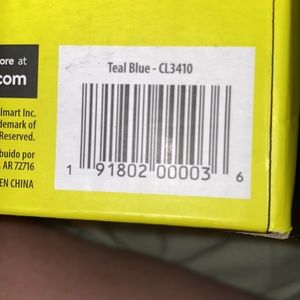 Teal Blue - CL3410
ore at
com
lmart Inc.
demark of
Reserved.
buido por
, AR 72716
EN CHINA
1 91802 00003 6